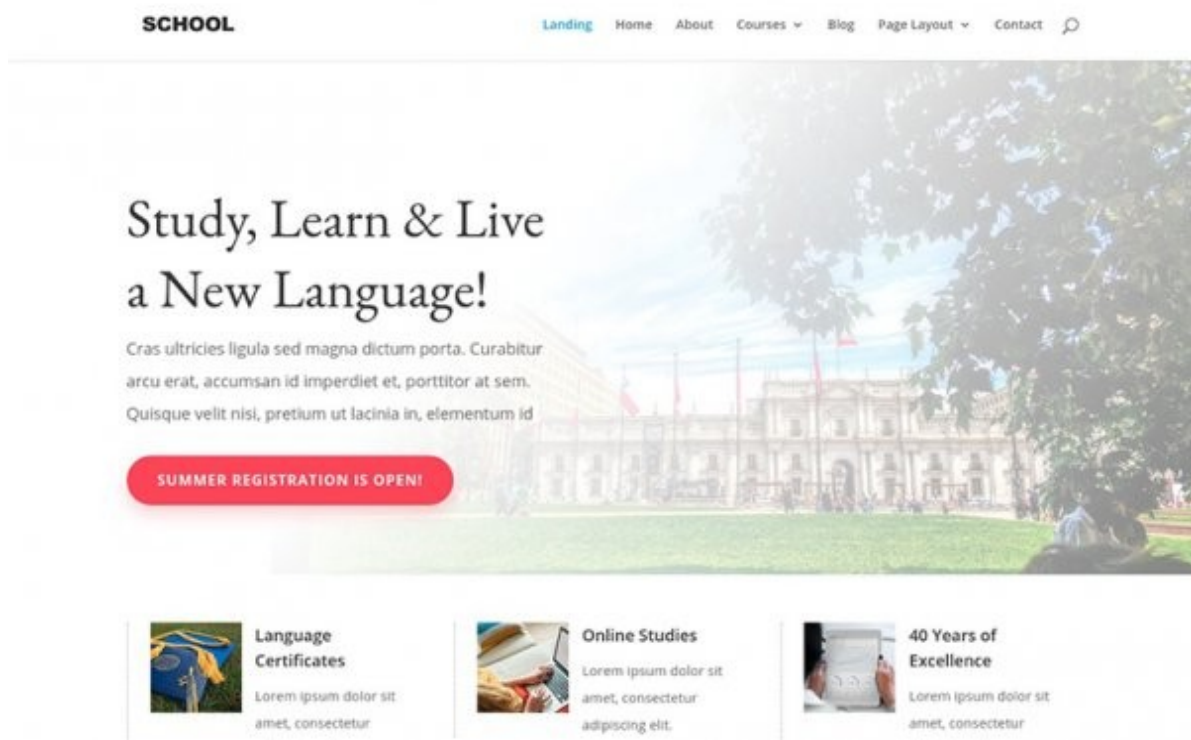 SCHOOL
Landing Home About Courses Blog Page Layout Contact
Study, Learn & Live
a New Language!
Cras ultricies ligula sed magna dictum porta. Curabitur
arcu erat, accumsan id imperdiet et, porttitor at sem.
Quisque velit nisi, pretium ut lacinia in, elementum id
SUMMER REGISTRATION IS OPEN!
Language
Certificates
Lorem ipsum dolor sit
amet, consectetur
Online Studies
Lorem ipsum dolor sit
amet, consectetur
adipiscing elit.
40 Years of
Excellence
Lorem ipsum dolor sit
amet, consectetur